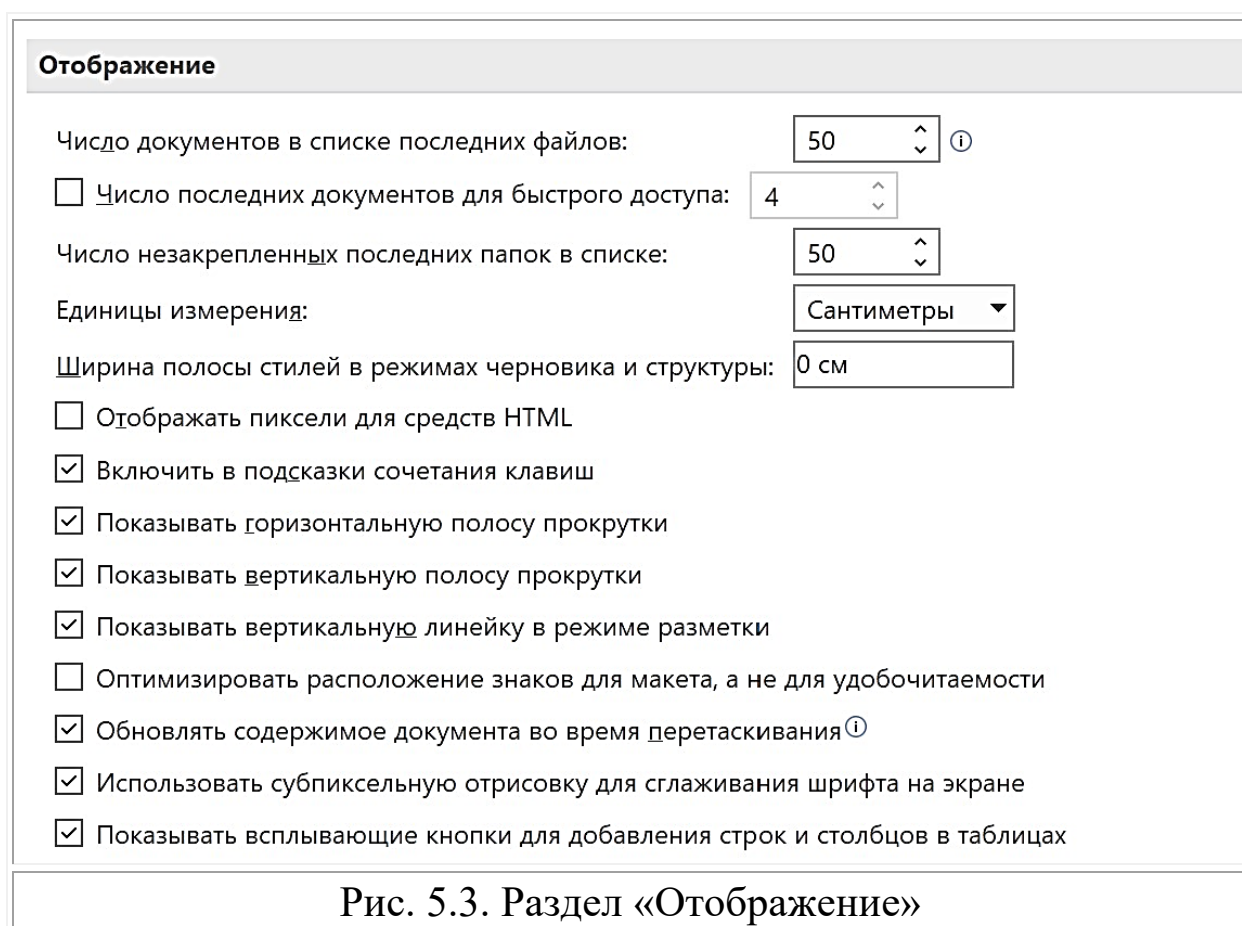 Отображение
Число документов в списке последних файлов: 50
Число последних документов для быстрого доступа: 4
Число незакрепленных последних папок в списке: 50
Единицы измерения: Сантиметры
Ширина полосы стилей в режимах черновика и структуры: 0 см
Отображать пиксели для средств HTML
Включить в подсказки сочетания клавиш
Показывать горизонтальную полосу прокрутки
Показывать вертикальную полосу прокрутки
Показывать вертикальную линейку в режиме разметки
Оптимизировать расположение знаков для макета, а не для удобочитаемости
Обновлять содержимое документа во время перетаскивания
Использовать субпиксельную отрисовку для сглаживания шрифта на экране
Показывать всплывающие кнопки для добавления строк и столбцов в таблицах
Рис. 5.3. Раздел «Отображение»